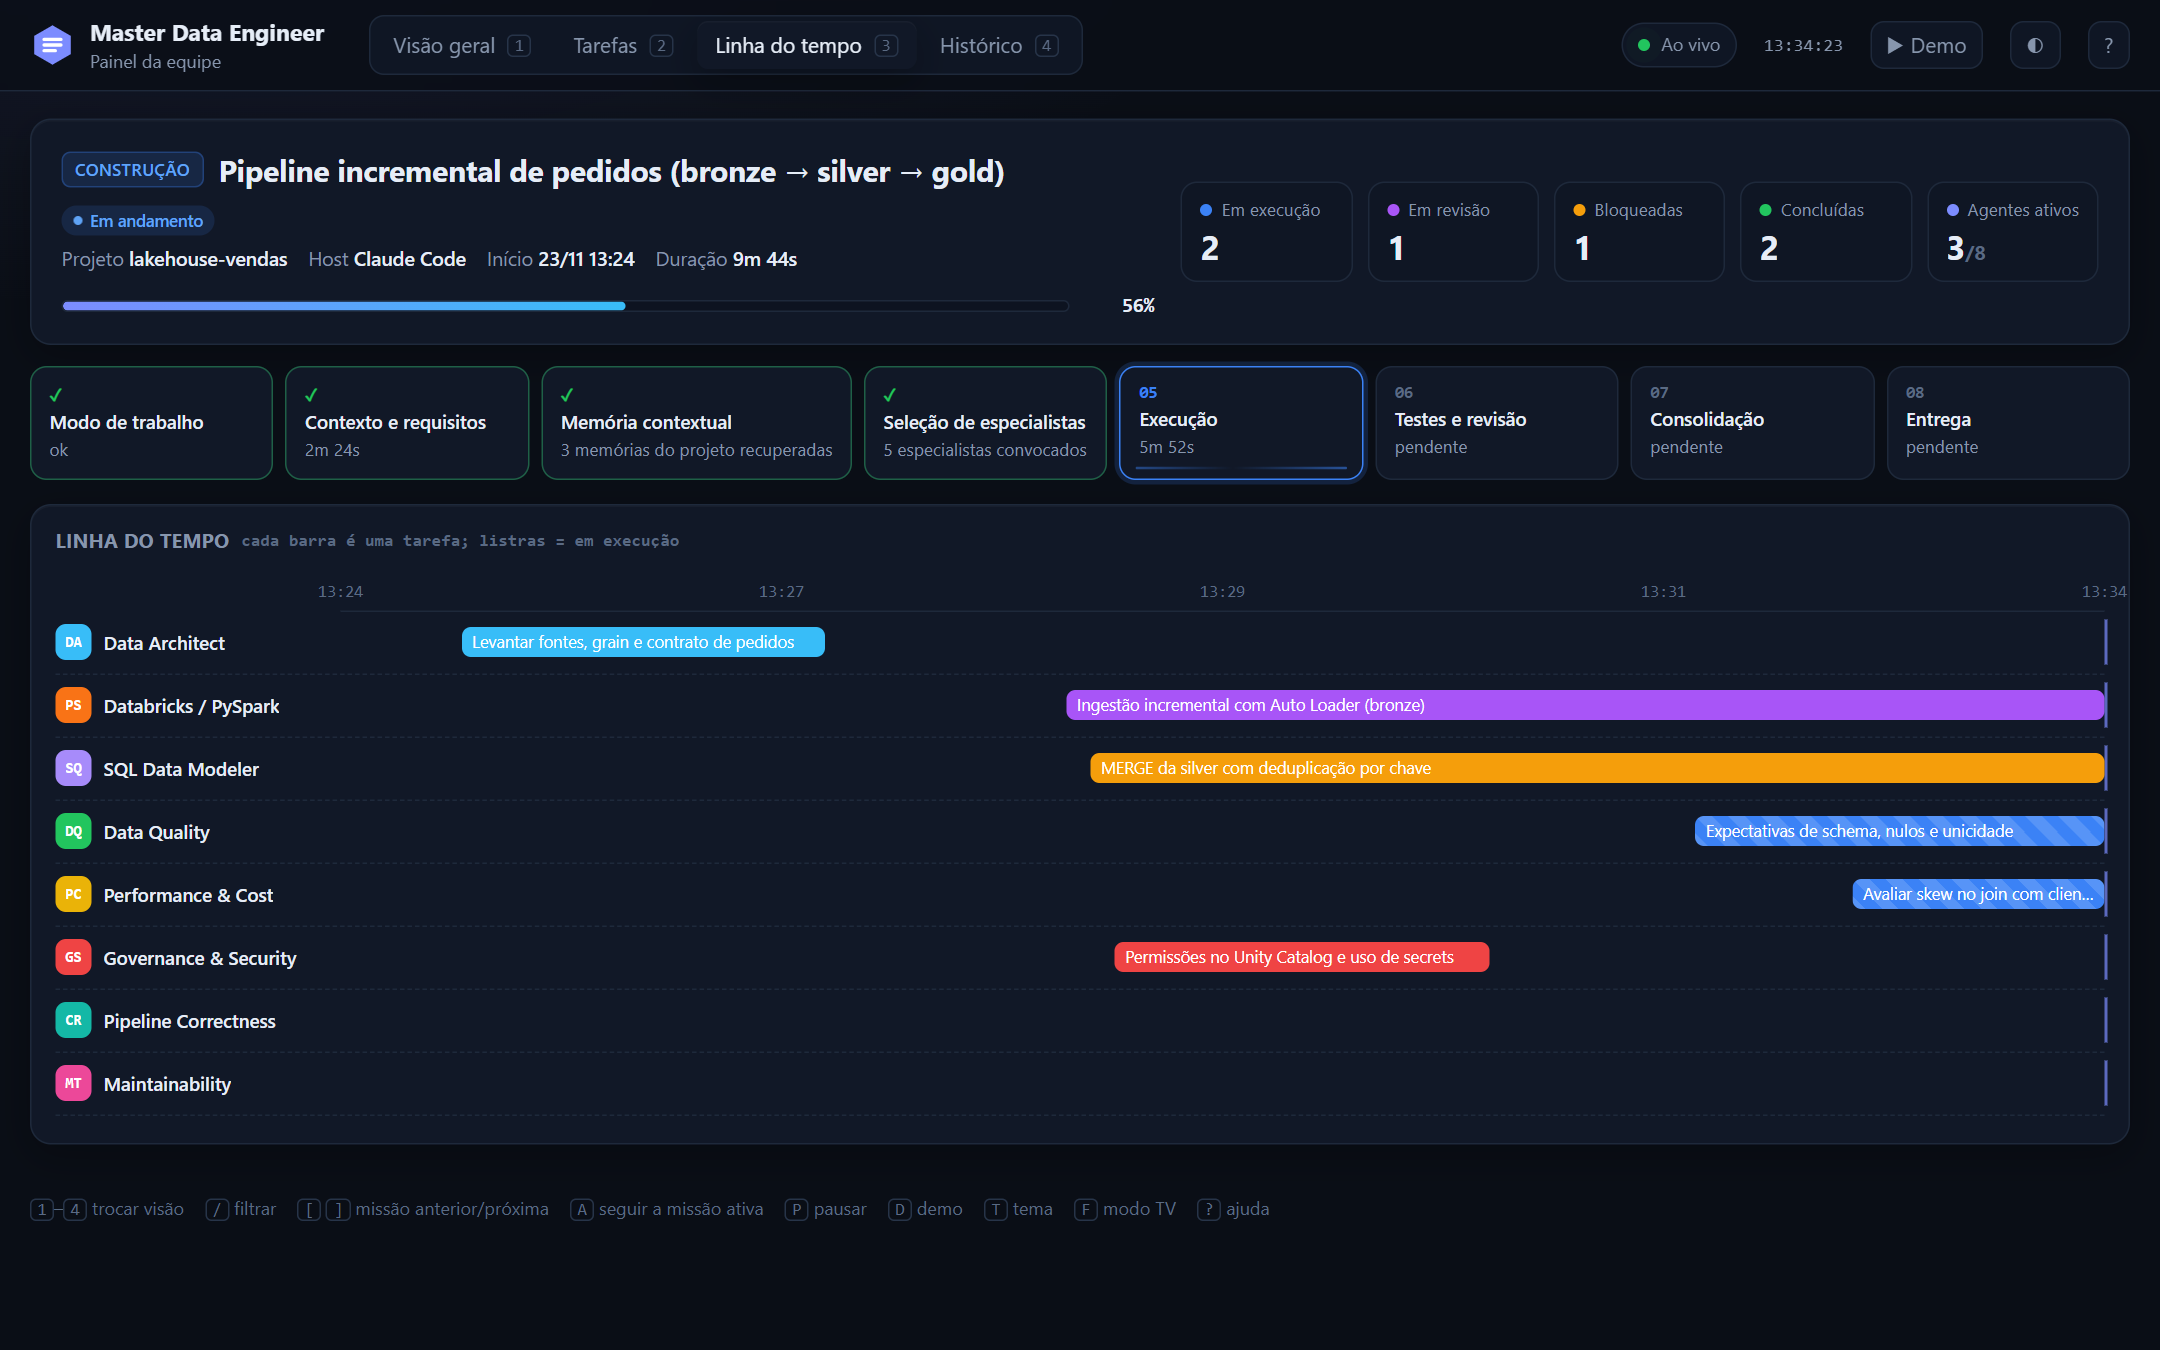 Master Data Engineer
Painel da equipe
Visão geral 1
Tarefas 2
Linha do tempo 3
Histórico 4
Ao vivo
13:34:23
▶ Demo
?
CONSTRUÇÃO
Pipeline incremental de pedidos (bronze → silver → gold)
Em andamento
Projeto lakehouse-vendas Host Claude Code Início 23/11 13:24 Duração 9m 44s
56%
Em execução
2
Em revisão
1
Bloqueadas
1
Concluídas
2
Agentes ativos
3/8
✓
Modo de trabalho
ok
✓
Contexto e requisitos
2m 24s
✓
Memória contextual
3 memórias do projeto recuperadas
✓
Seleção de especialistas
5 especialistas convocados
05
Execução
5m 52s
06
Testes e revisão
pendente
07
Consolidação
pendente
08
Entrega
pendente
LINHA DO TEMPO cada barra é uma tarefa; listras = em execução
13:24 13:27 13:29 13:31 13:34
DA Data Architect Levantar fontes, grain e contrato de pedidos
PS Databricks / PySpark Ingestão incremental com Auto Loader (bronze)
SQ SQL Data Modeler MERGE da silver com deduplicação por chave
DQ Data Quality Expectativas de schema, nulos e unicidade
PC Performance & Cost Avaliar skew no join com clien...
GS Governance & Security Permissões no Unity Catalog e uso de secrets
CR Pipeline Correctness
MT Maintainability
1–4 trocar visão / filtrar [ ] missão anterior/próxima A seguir a missão ativa P pausar D demo T tema F modo TV ? ajuda